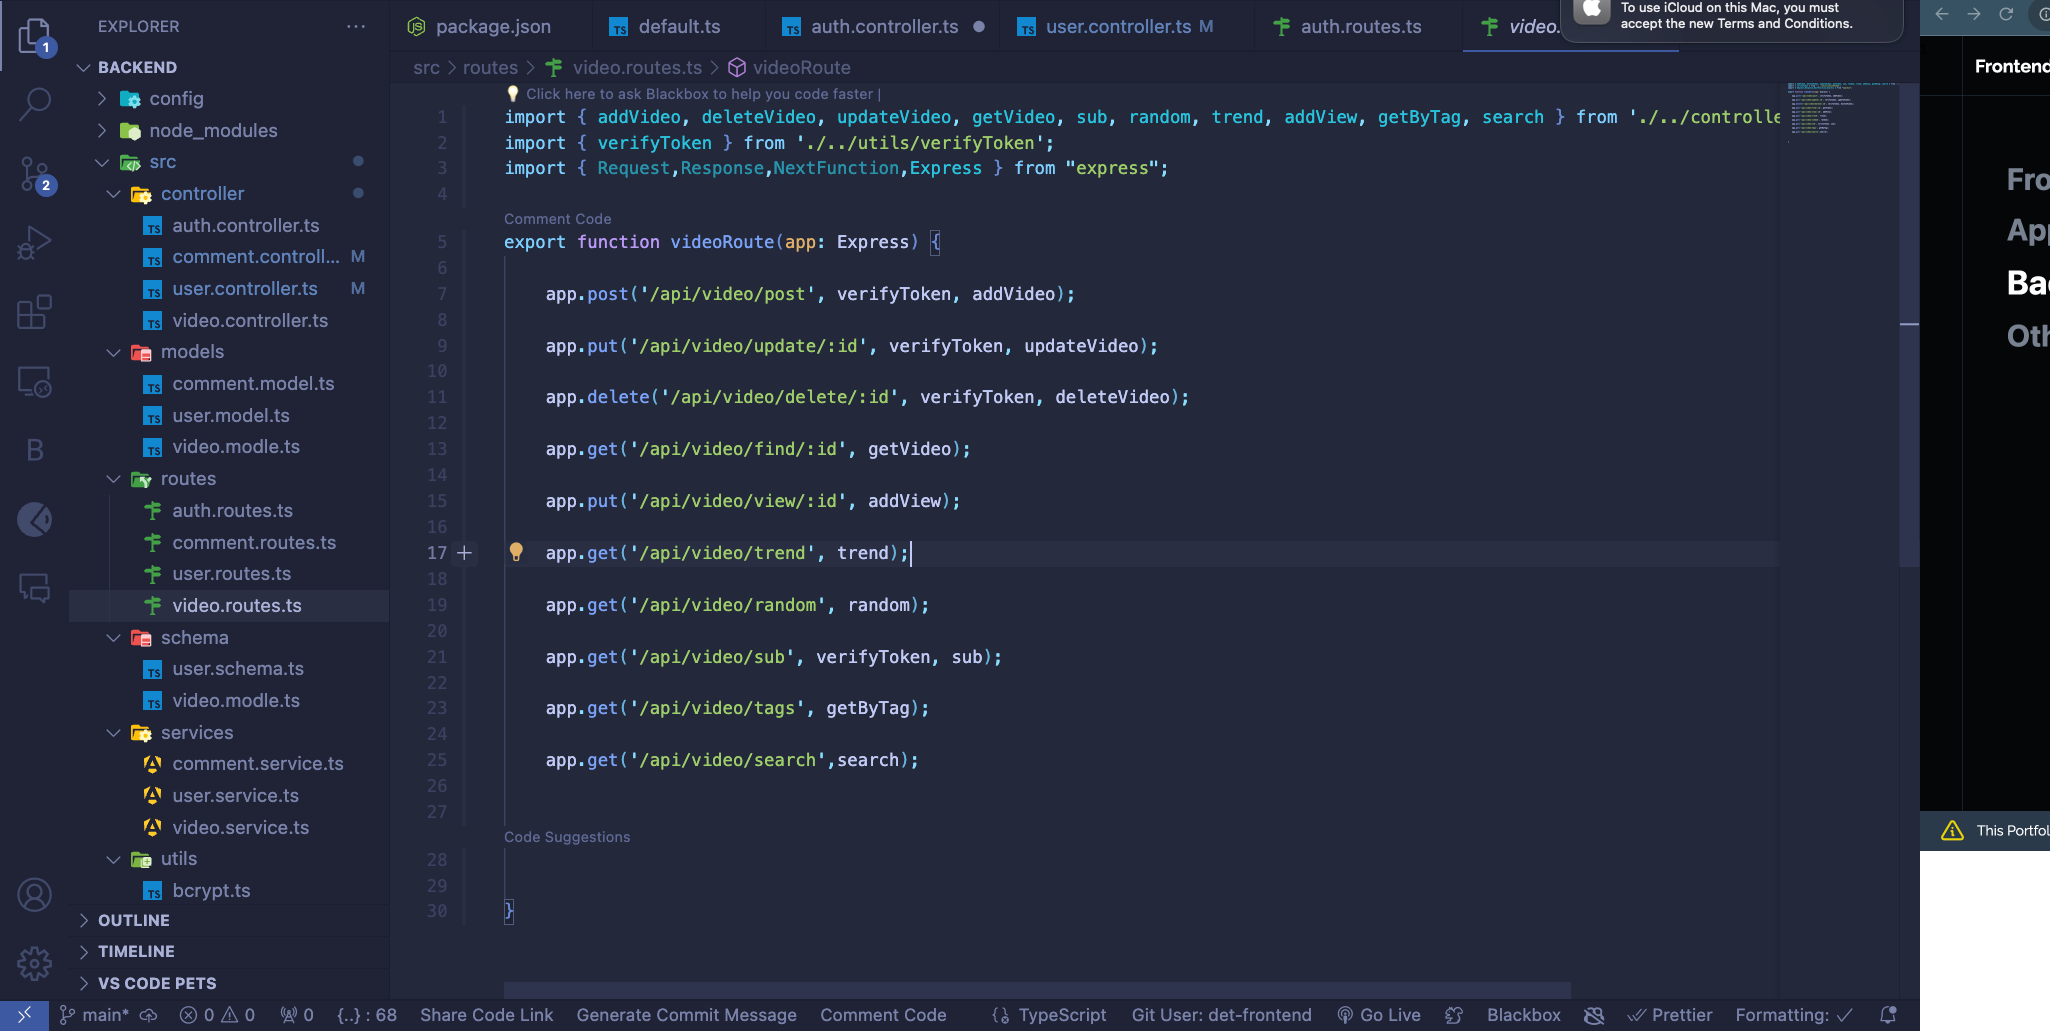 EXPLORER
BACKEND
config
node_modules
src
controller
auth.controller.ts
comment.controll... M
user.controller.ts M
video.controller.ts
models
comment.model.ts
user.model.ts
video.modle.ts
routes
auth.routes.ts
comment.routes.ts
user.routes.ts
video.routes.ts
schema
user.schema.ts
video.modle.ts
services
comment.service.ts
user.service.ts
video.service.ts
utils
bcrypt.ts
OUTLINE
TIMELINE
VS CODE PETS
1
2
B
package.json default.ts auth.controller.ts user.controller.ts M auth.routes.ts video.
src > routes > video.routes.ts > videoRoute
Click here to ask Blackbox to help you code faster |
1 import { addVideo, deleteVideo, updateVideo, getVideo, sub, random, trend, addView, getByTag, search } from './../controlle
2 import { verifyToken } from './../utils/verifyToken';
3 import { Request,Response,NextFunction,Express } from "express";
4
Comment Code
5 export function videoRoute(app: Express) {
6
7 app.post('/api/video/post', verifyToken, addVideo);
8
9 app.put('/api/video/update/:id', verifyToken, updateVideo);
10
11 app.delete('/api/video/delete/:id', verifyToken, deleteVideo);
12
13 app.get('/api/video/find/:id', getVideo);
14
15 app.put('/api/video/view/:id', addView);
16
17 app.get('/api/video/trend', trend);
18
19 app.get('/api/video/random', random);
20
21 app.get('/api/video/sub', verifyToken, sub);
22
23 app.get('/api/video/tags', getByTag);
24
25 app.get('/api/video/search',search);
26
27
Code Suggestions
28
29
30 }
To use iCloud on this Mac, you must
accept the new Terms and Conditions.
Frontend
Fro
App
Bac
Oth
This Portfol
main* 0 0 0 {..} : 68 Share Code Link Generate Commit Message Comment Code TypeScript Git User: det-frontend Go Live Blackbox Prettier Formatting: ✓